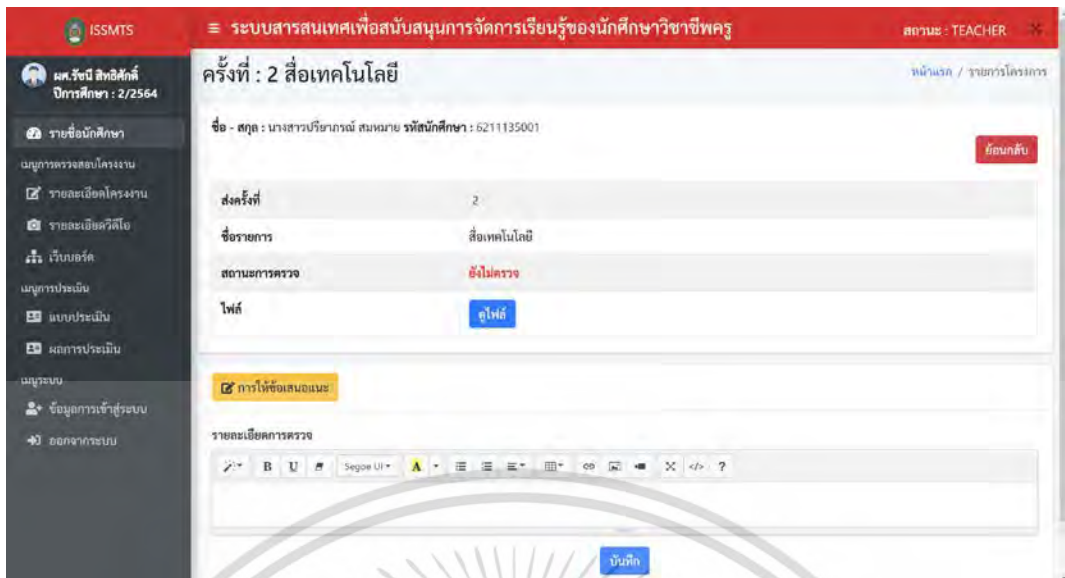 ISSMTS
≡ ระบบสารสนเทศเพื่อสนับสนุนการจัดการเรียนรู้ของนักศึกษาวิชาชีพครู
สถานะ : TEACHER
ผศ.รัชนี สิทธิศักดิ์
ปีการศึกษา : 2/2564
รายชื่อนักศึกษา
เมนูการตรวจสอบโครงงาน
รายละเอียดโครงงาน
รายละเอียดวิดีโอ
เว็บบอร์ด
เมนูการประเมิน
แบบประเมิน
ผลการประเมิน
เมนูระบบ
ข้อมูลการเข้าสู่ระบบ
ออกจากระบบ
ครั้งที่ : 2 สื่อเทคโนโลยี
หน้าแรก / รายการโครงการ
ชื่อ - สกุล : นางสาวปรียาภรณ์ สมหมาย รหัสนักศึกษา : 6211135001
ย้อนกลับ
ส่งครั้งที่ 2
ชื่อรายการ สื่อเทคโนโลยี
สถานะการตรวจ ยังไม่ตรวจ
ไฟล์ ดูไฟล์
การให้ข้อเสนอแนะ
รายละเอียดการตรวจ
B U Segoe UI A </> ?
บันทึก